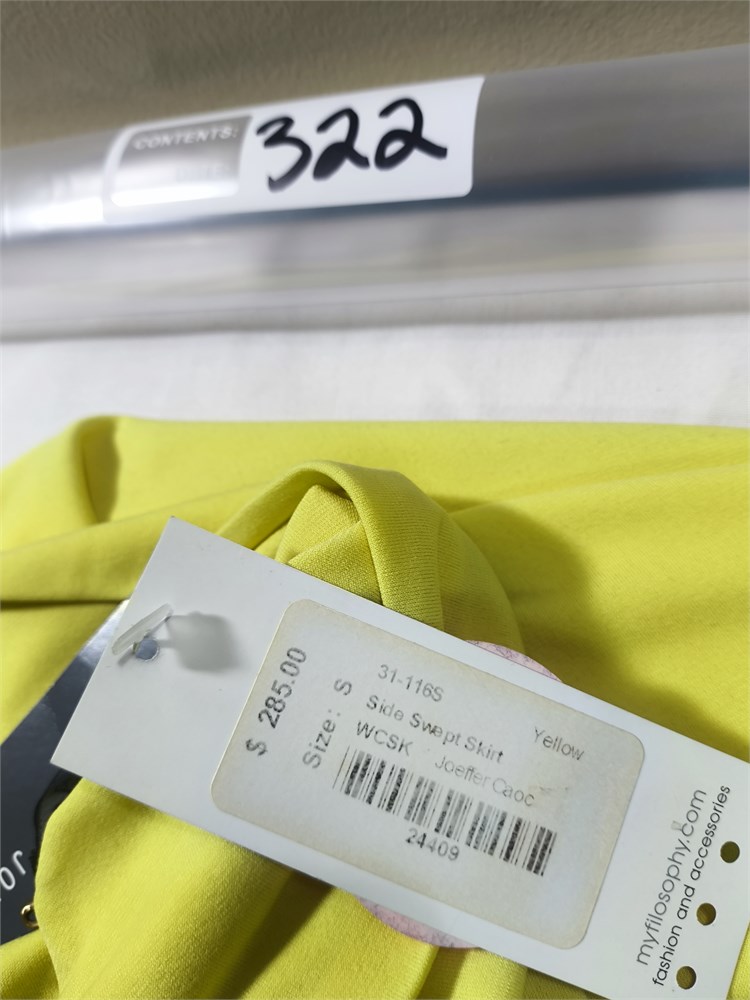 CONTENTS:
322
$ 285.00
Size: S
31-116S
Side Swept Skirt
Yellow
WCSK Joeffer Caoc
24409
myfilosophy.com
fashion and accessories
JO